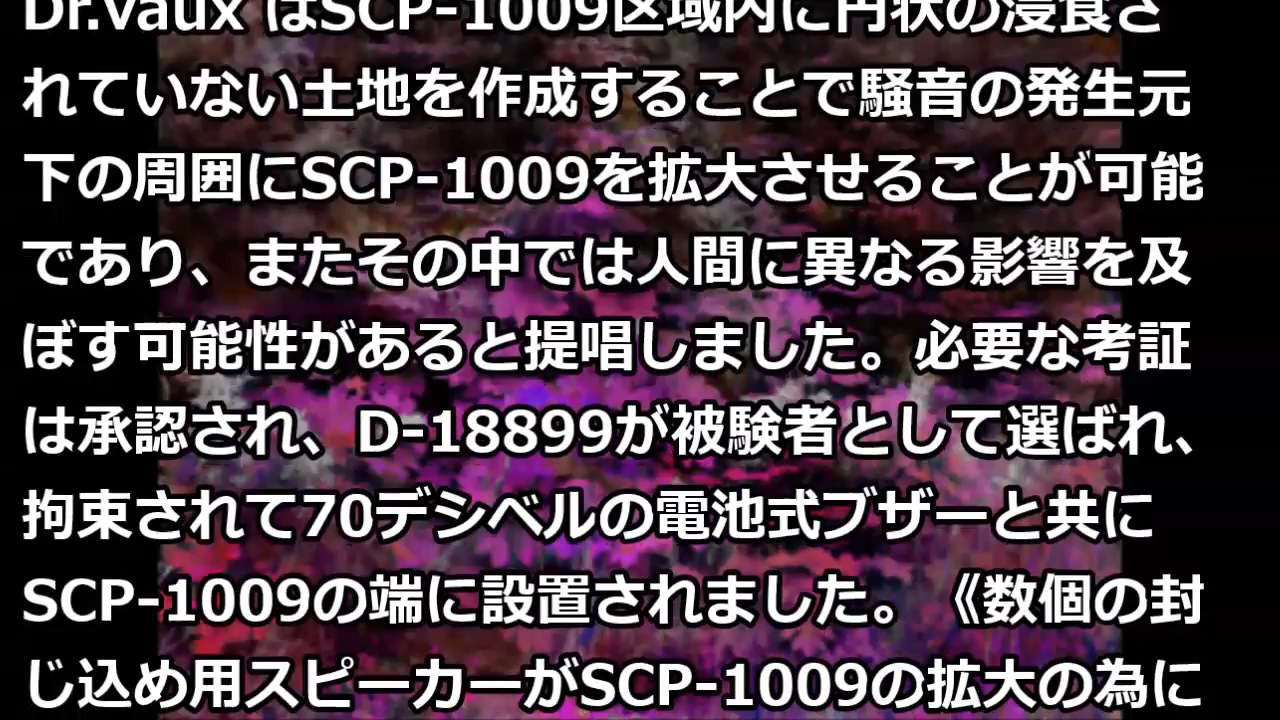 Dr.Vaux はSCP-1009区域内に円状の浸食さ
れていない土地を作成することで騒音の発生元
下の周囲にSCP-1009を拡大させることが可能
であり、またその中では人間に異なる影響を及
ぼす可能性があると提唱しました。必要な考証
は承認され、D-18899が被験者として選ばれ、
拘束されて70デシベルの電池式ブザーと共に
SCP-1009の端に設置されました。《数個の封
じ込め用スピーカーがSCP-1009の拡大の為に